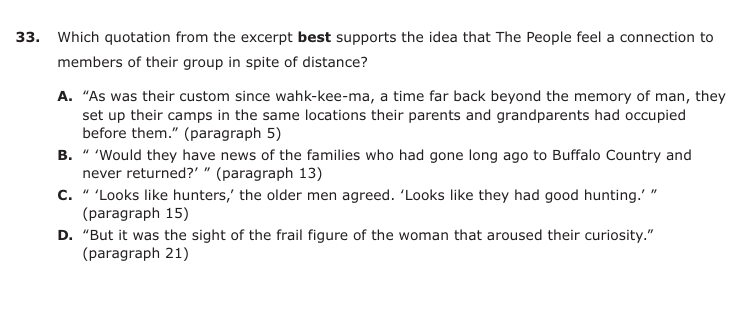 33. Which quotation from the excerpt best supports the idea that The People feel a connection to
members of their group in spite of distance?
A. “As was their custom since wahk-kee-ma, a time far back beyond the memory of man, they
set up their camps in the same locations their parents and grandparents had occupied
before them.” (paragraph 5)
B. “ ‘Would they have news of the families who had gone long ago to Buffalo Country and
never returned?’ ” (paragraph 13)
C. “ ‘Looks like hunters,’ the older men agreed. ‘Looks like they had good hunting.’ ”
(paragraph 15)
D. “But it was the sight of the frail figure of the woman that aroused their curiosity.”
(paragraph 21)